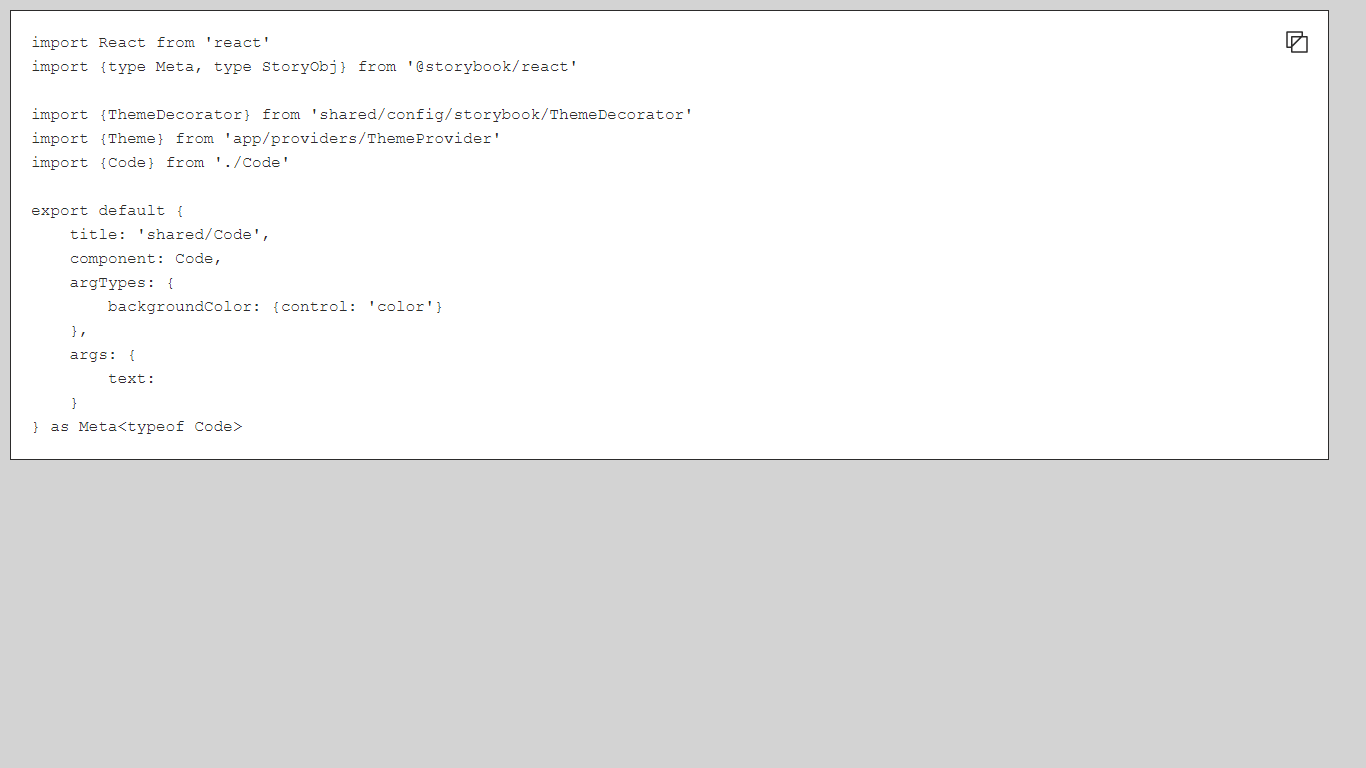 import React from 'react'
import {type Meta, type StoryObj} from '@storybook/react'

import {ThemeDecorator} from 'shared/config/storybook/ThemeDecorator'
import {Theme} from 'app/providers/ThemeProvider'
import {Code} from './Code'

export default {
    title: 'shared/Code',
    component: Code,
    argTypes: {
        backgroundColor: {control: 'color'}
    },
    args: {
        text:
    }
} as Meta<typeof Code>